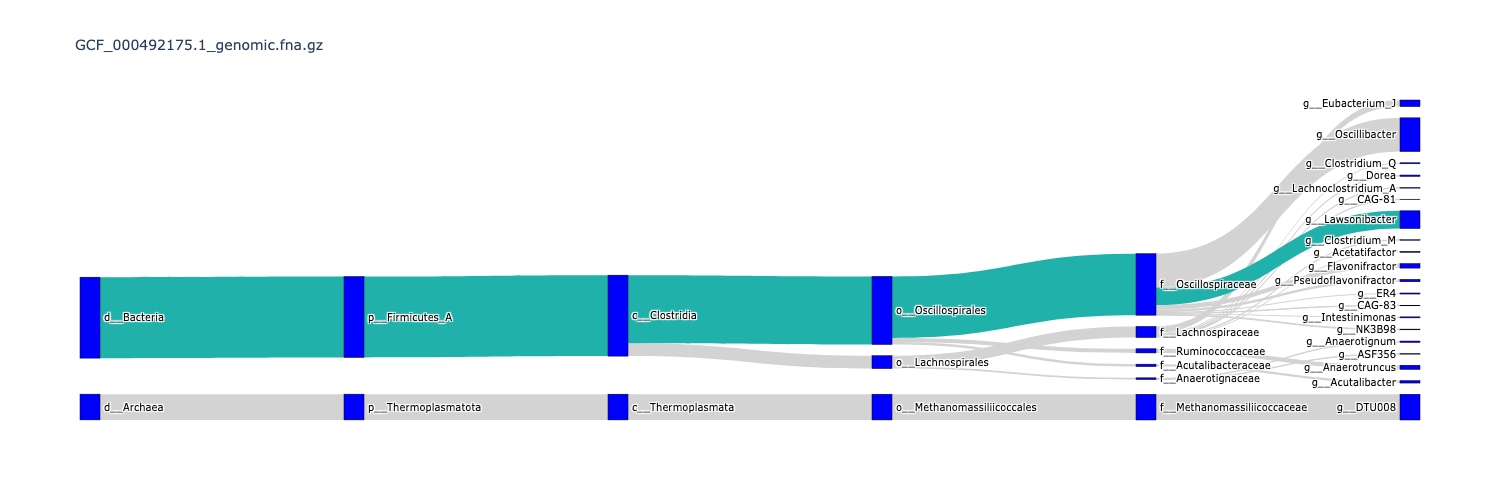 GCF_000492175.1_genomic.fna.gz
g__Eubacterium_J
g__Oscillibacter
g__Clostridium_Q
g__Dorea
g__Lachnoclostridium_A
g__CAG-81
g__Lawsonibacter
g__Clostridium_M
g__Acetatifactor
g__Flavonifractor
g__Pseudoflavonifractor
g__ER4
g__CAG-83
g__Intestinimonas
g__NK3B98
g__Anaerotignum
g__ASF356
g__Anaerotruncus
g__Acutalibacter
g__DTU008
f__Oscillospiraceae
f__Lachnospiraceae
f__Ruminococcaceae
f__Acutalibacteraceae
f__Anaerotignaceae
f__Methanomassiliicoccaceae
o__Oscillospirales
o__Lachnospirales
o__Methanomassiliicoccales
c__Clostridia
c__Thermoplasmata
p__Firmicutes_A
p__Thermoplasmatota
d__Bacteria
d__Archaea